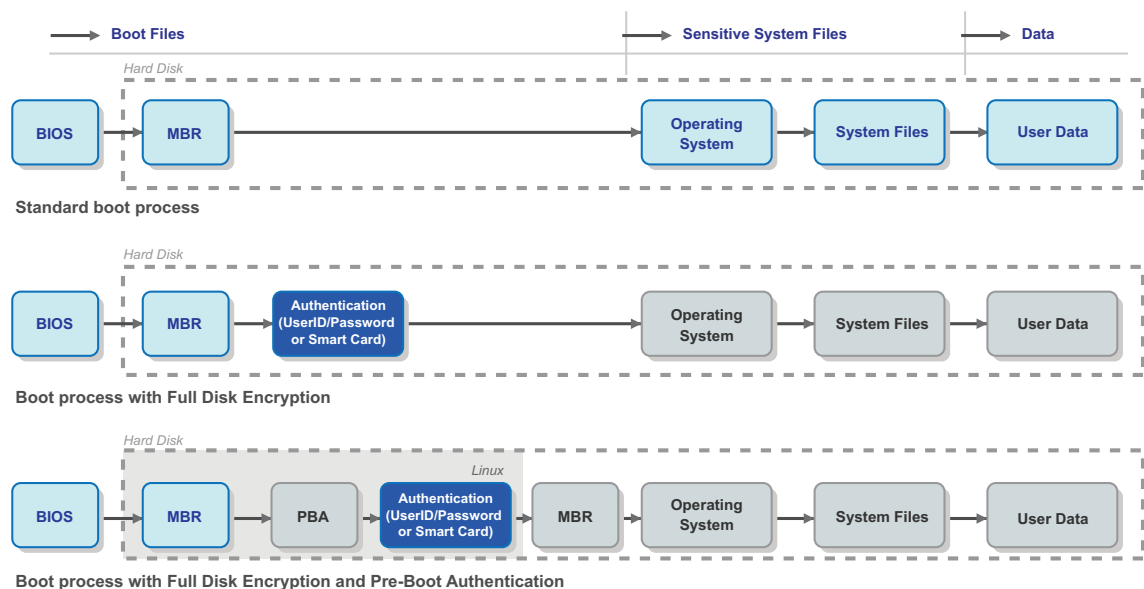 Boot Files
Sensitive System Files
Data
Hard Disk
BIOS
MBR
Operating
System
System Files
User Data
Standard boot process
Hard Disk
BIOS
MBR
Authentication
(UserID/Password
or Smart Card)
Operating
System
System Files
User Data
Boot process with Full Disk Encryption
Hard Disk
Linux
BIOS
MBR
PBA
Authentication
(UserID/Password
or Smart Card)
MBR
Operating
System
System Files
User Data
Boot process with Full Disk Encryption and Pre-Boot Authentication